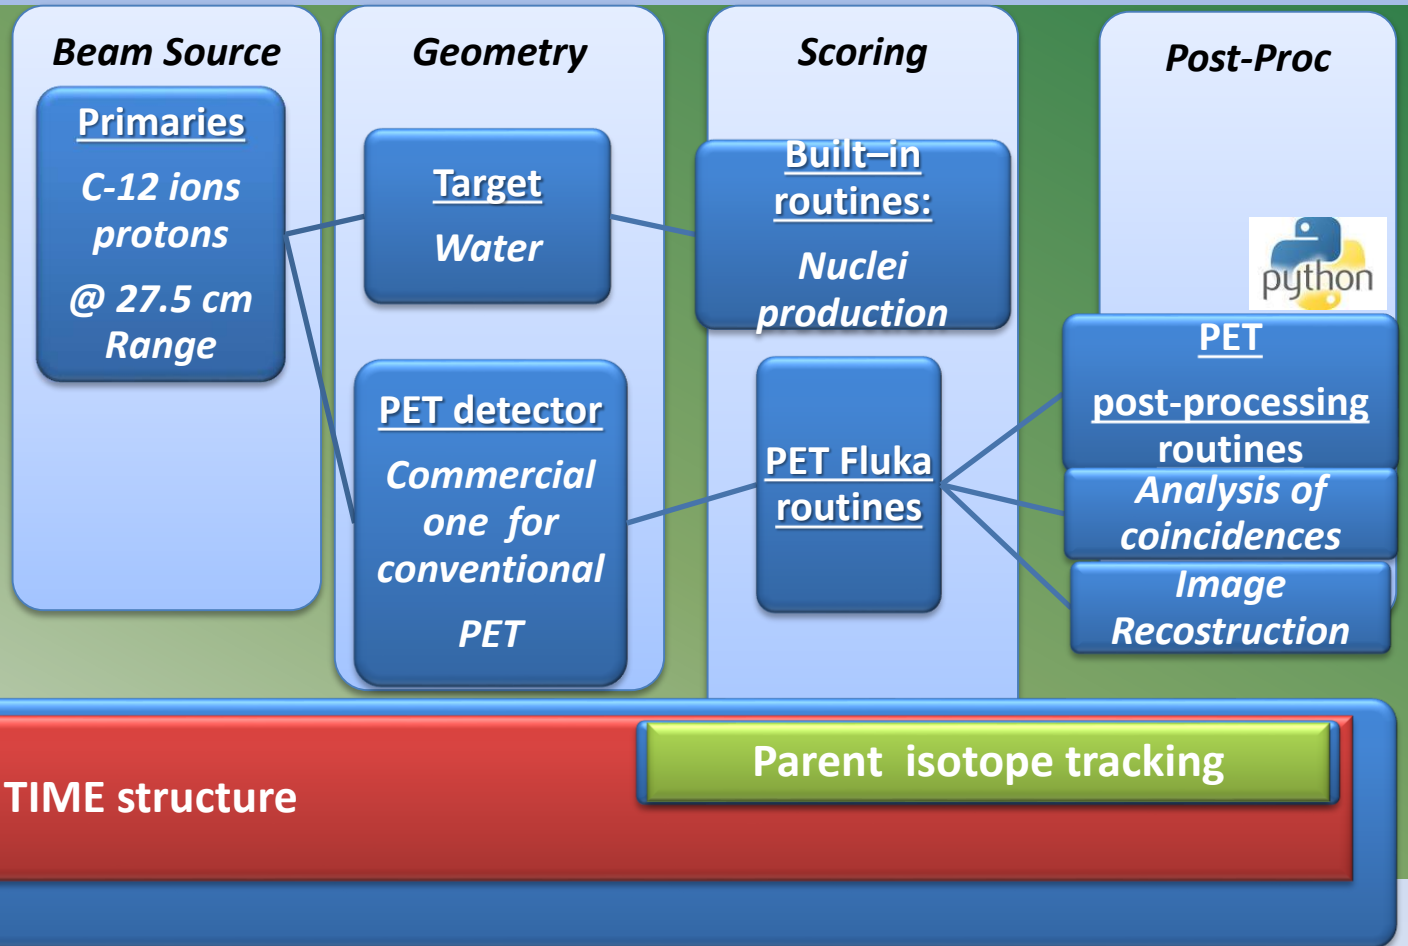 Beam Source
Primaries
C-12 ions
protons
@ 27.5 cm
Range
Geometry
Target
Water
PET detector
Commercial
one for
conventional
PET
Scoring
Built–in
routines:
Nuclei
production
PET Fluka
routines
Post-Proc
python
PET
post-processing
routines
Analysis of
coincidences
Image
Recostruction
Parent isotope tracking
TIME structure